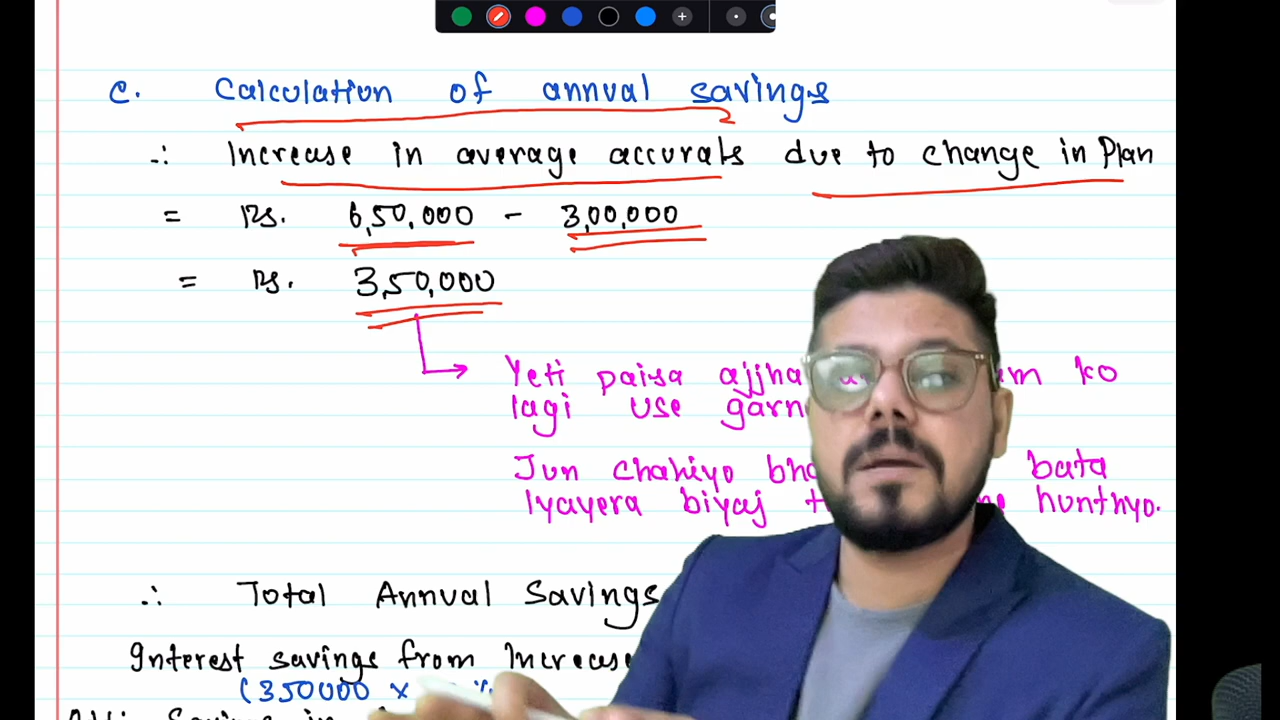 c. Calculation of annual savings
∴ Increase in average accurals due to change in Plan
= Rs. 6,50,000 - 3,00,000
= Rs. 3,50,000
Yeti paisa ajjha ko
lagi use
Jun chahiyo bata
lyayera biyaj hunthyo.
∴ Total Annual Savings
Interest savings from Increase
(350000 ×